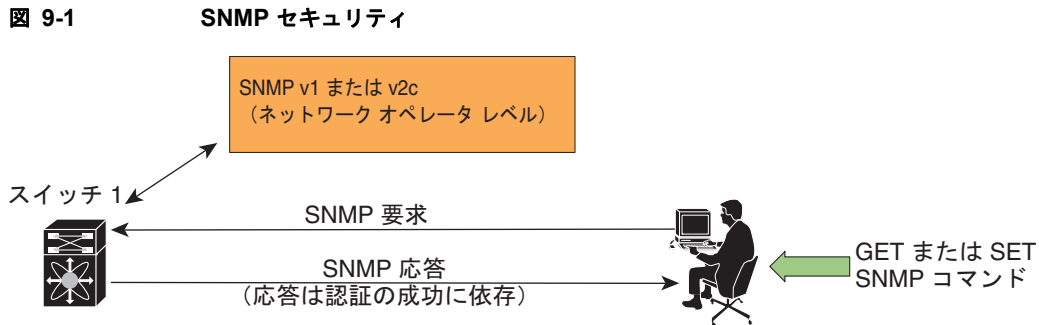 図 9-1 SNMP セキュリティ
SNMP v1 または v2c
（ネットワーク オペレータ レベル）
スイッチ 1
SNMP 要求
SNMP 応答
（応答は認証の成功に依存）
GET または SET
SNMP コマンド